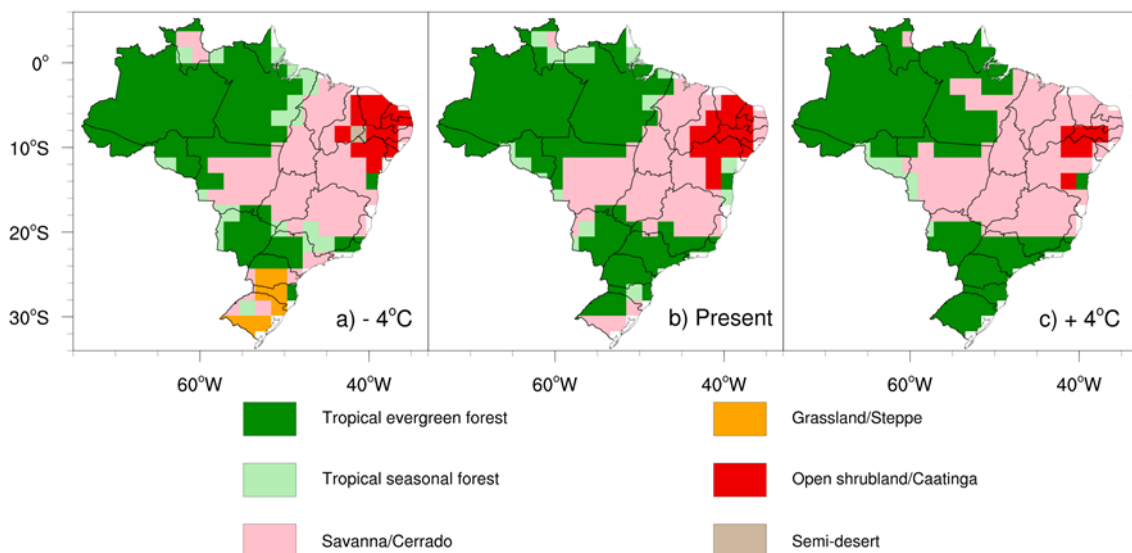 0°
10°S
20°S
30°S
a) - 4°C
b) Present
c) + 4°C
60°W 40°W 60°W 40°W 60°W 40°W
Tropical evergreen forest
Grassland/Steppe
Tropical seasonal forest
Open shrubland/Caatinga
Savanna/Cerrado
Semi-desert